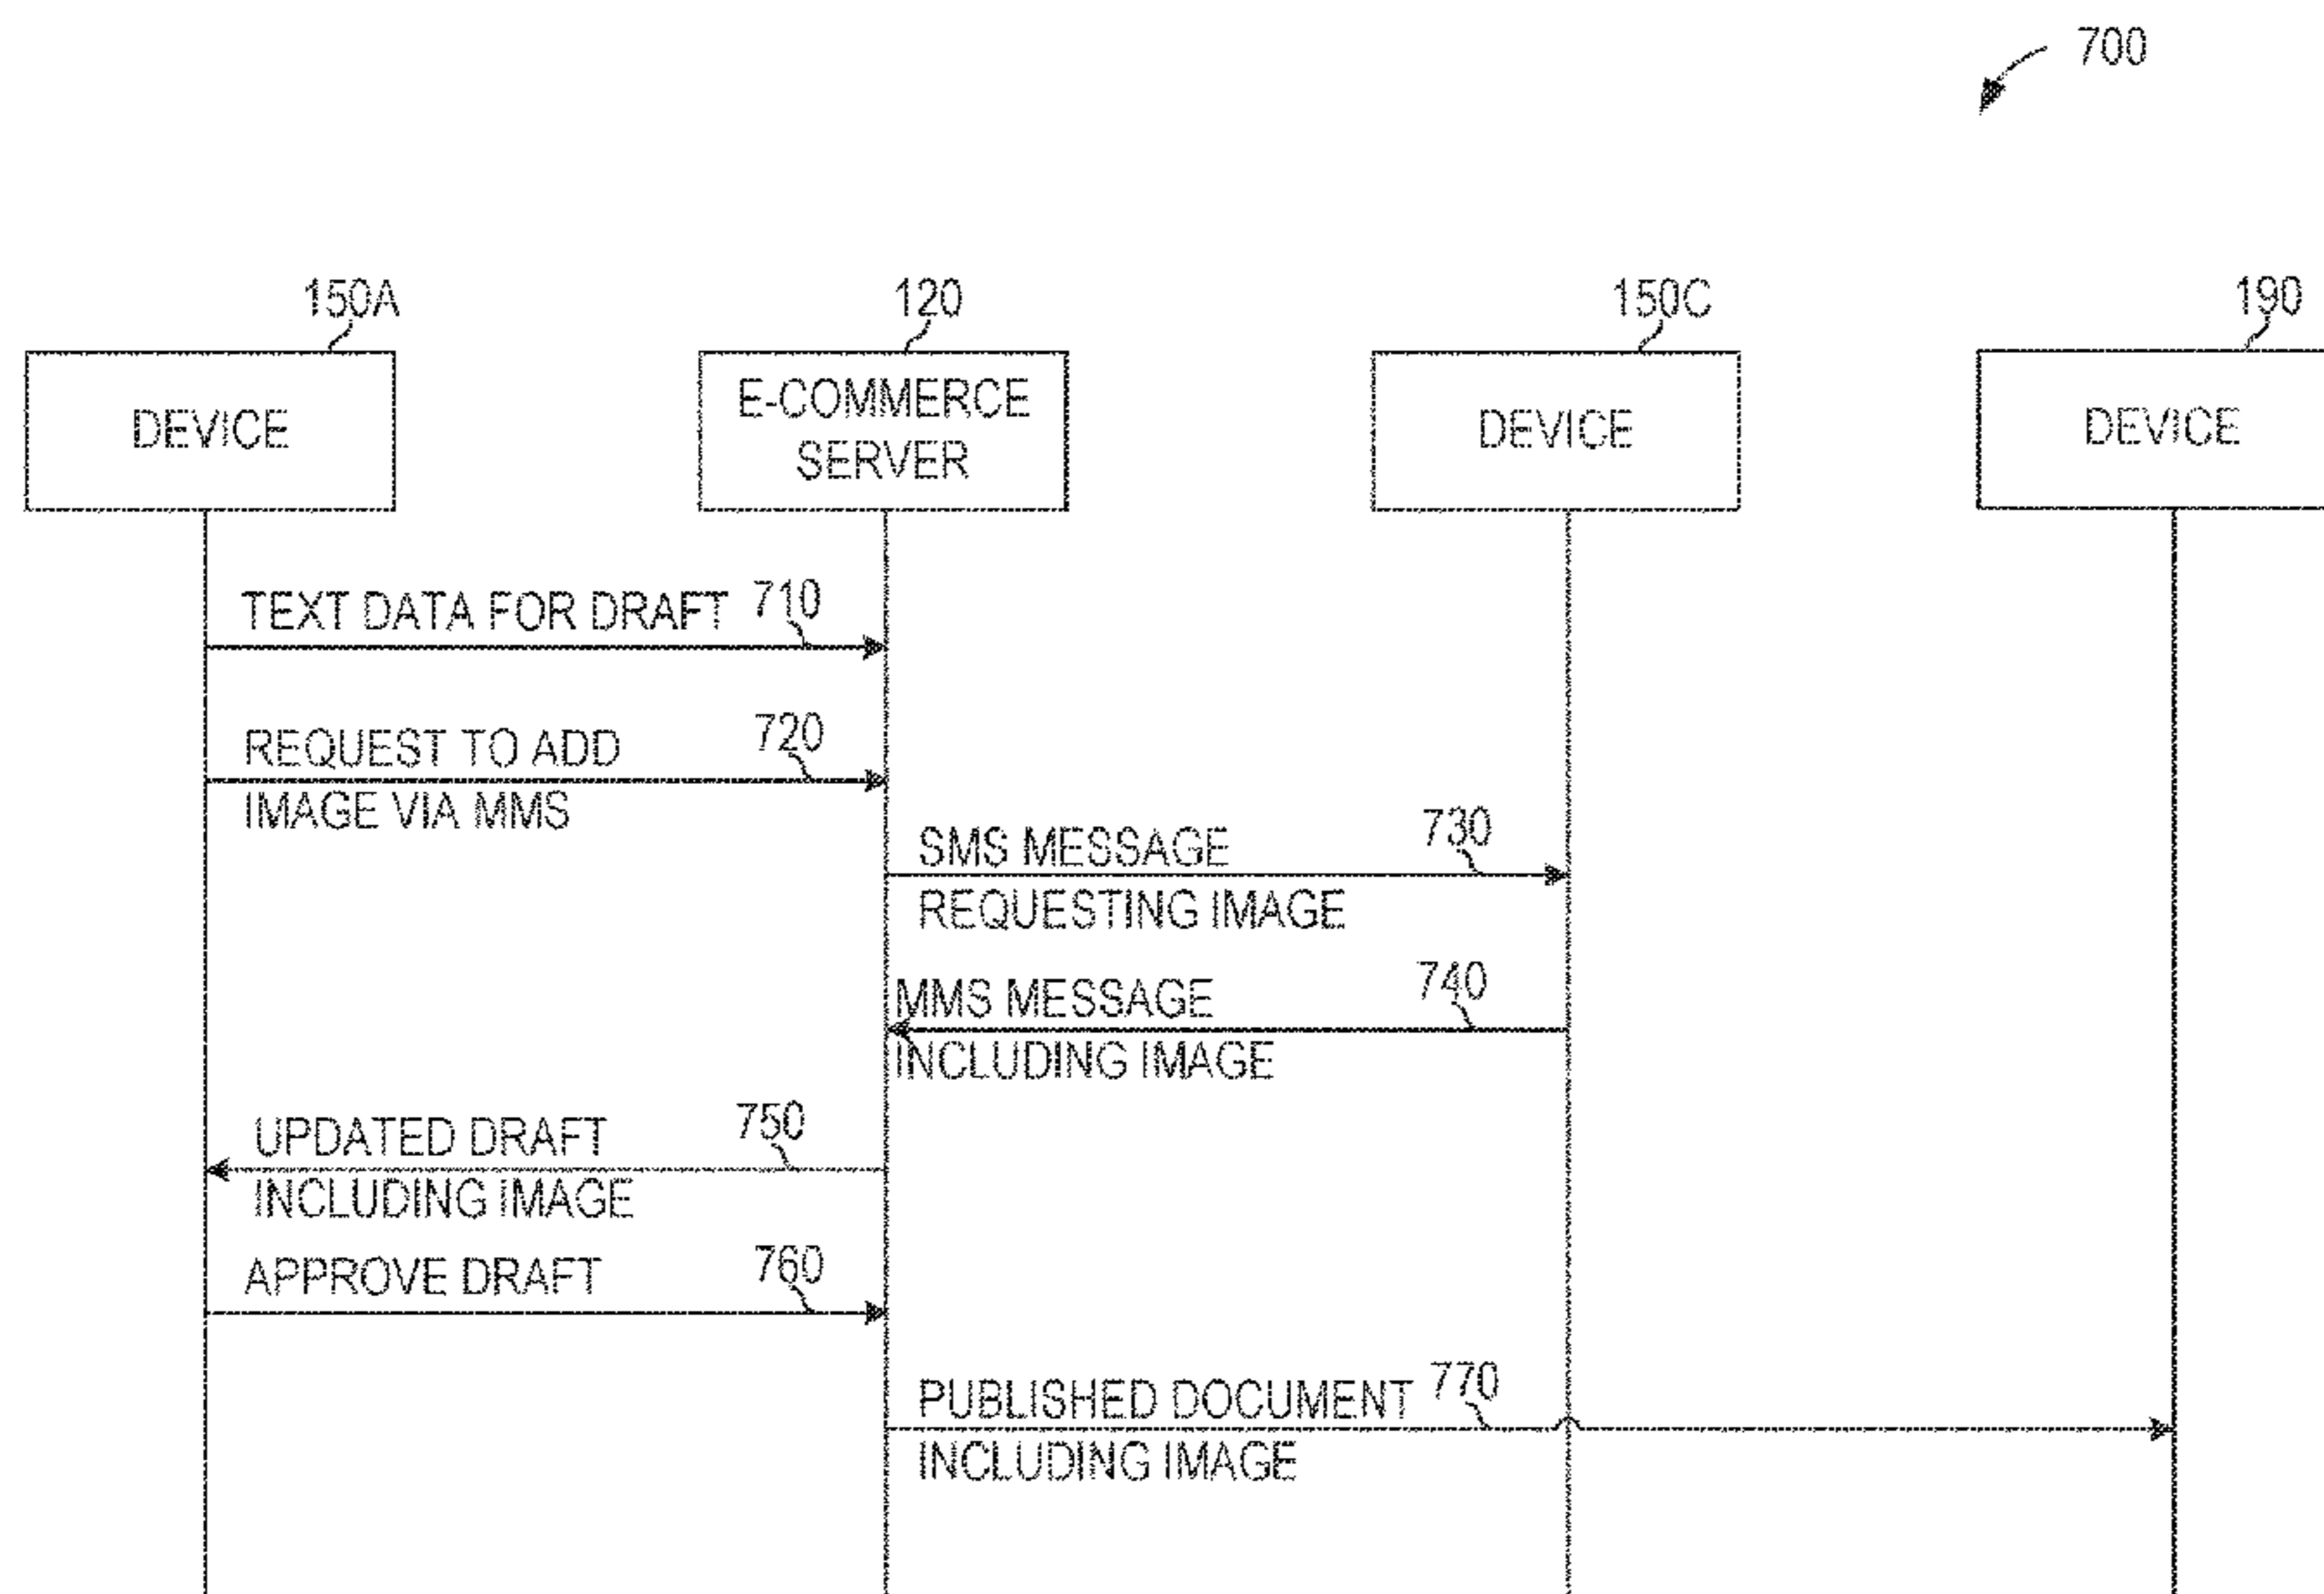 700
150A
120
150C
190
DEVICE
E-COMMERCE
SERVER
DEVICE
DEVICE
TEXT DATA FOR DRAFT 710
REQUEST TO ADD 720
IMAGE VIA MMS
SMS MESSAGE 730
REQUESTING IMAGE
MMS MESSAGE 740
INCLUDING IMAGE
UPDATED DRAFT 750
INCLUDING IMAGE
APPROVE DRAFT 760
PUBLISHED DOCUMENT 770
INCLUDING IMAGE